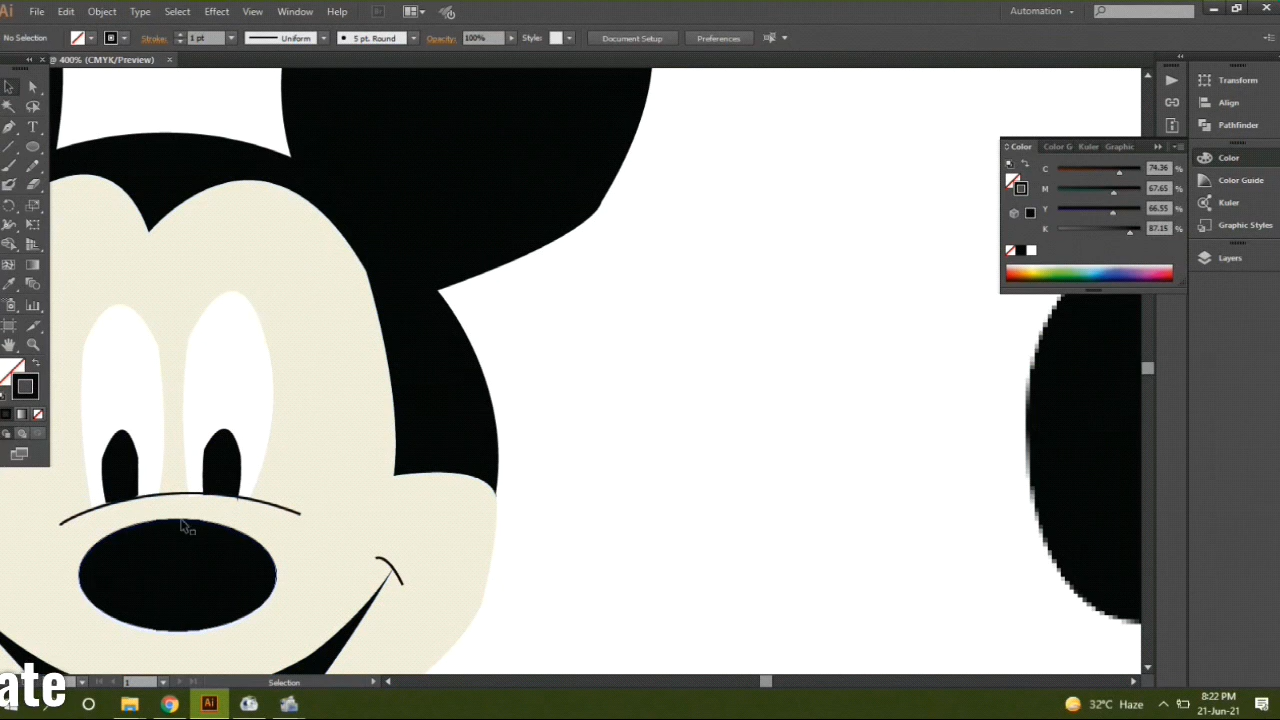 Ai File Edit Object Type Select Effect View Window Help Automation
No Selection Stroke: 1 pt Uniform 5 pt. Round Opacity: 100% Style: Document Setup Preferences
@ 400% (CMYK/Preview) ×
T
Transform
Align
Pathfinder
Color
Color Guide
Kuler
Graphic Styles
Layers
Color Color G Kuler Graphic
C 74.36 %
M 67.65 %
Y 66.55 %
K 87.15 %
ate
1 Selection
Ai 32°C Haze 8:22 PM
21-Jun-21